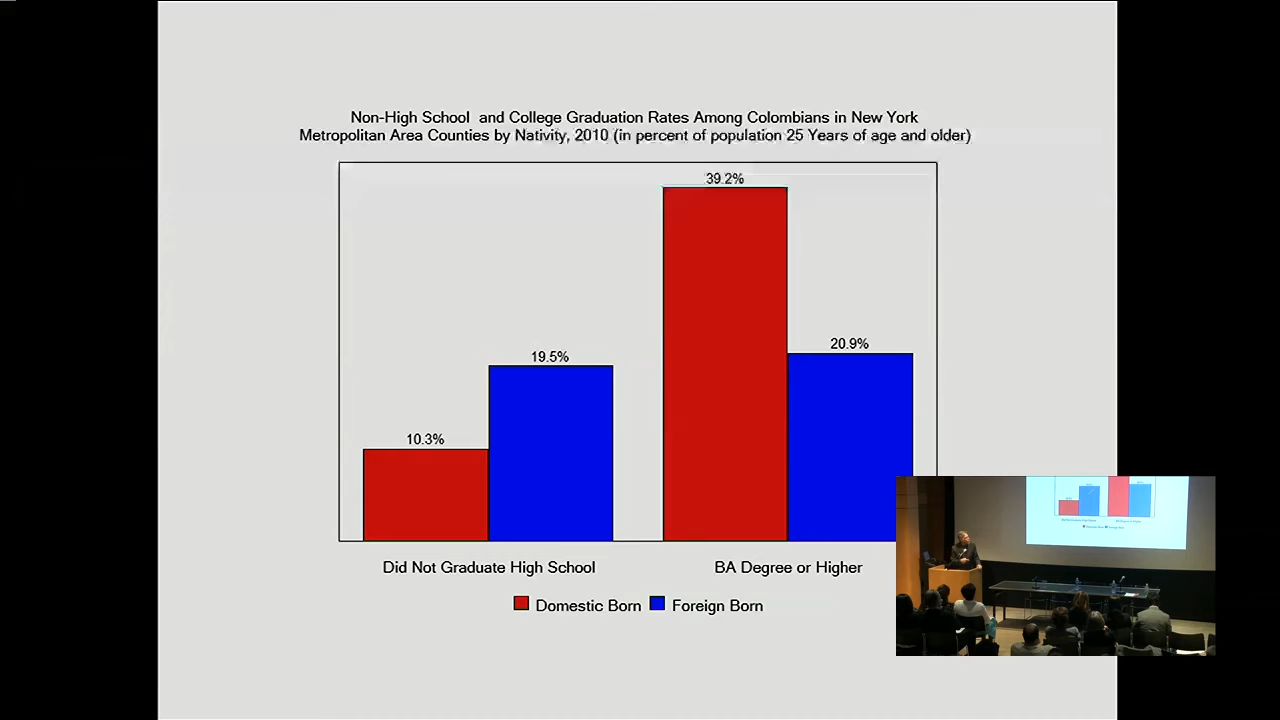 Non-High School and College Graduation Rates Among Colombians in New York
Metropolitan Area Counties by Nativity, 2010 (in percent of population 25 Years of age and older)
39.2%
20.9%
19.5%
10.3%
Did Not Graduate High School BA Degree or Higher
Domestic Born Foreign Born